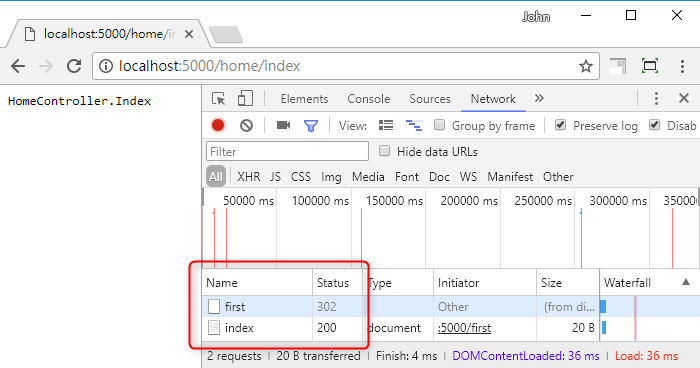 John
localhost:5000/home/in
localhost:5000/home/index
HomeController.Index
Elements Console Sources Network »
View: Group by frame Preserve log Disab
Filter Hide data URLs
All XHR JS CSS Img Media Font Doc WS Manifest Other
50000 ms 100000 ms 150000 ms 200000 ms 250000 ms 300000 ms 35000
Name Status Type Initiator Size Waterfall
first 302 Other (from di...
index 200 document :5000/first 20 B
2 requests | 20 B transferred | Finish: 4 ms | DOMContentLoaded: 36 ms | Load: 36 ms